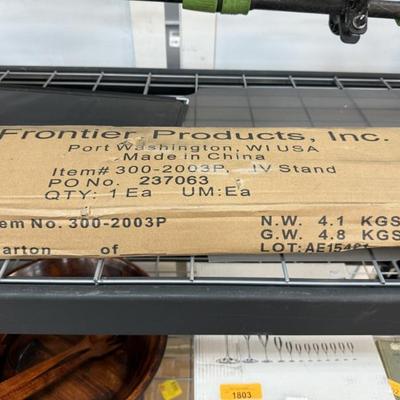 Frontier Products, Inc.
Port Washington, WI USA
Made in China
Item# 300-2003P, IV Stand
PO No. 237063
QTY: 1 Ea UM:Ea
em No. 300-2003P
N.W. 4.1 KGS
arton of
G.W. 4.8 KGS
LOT:
1803